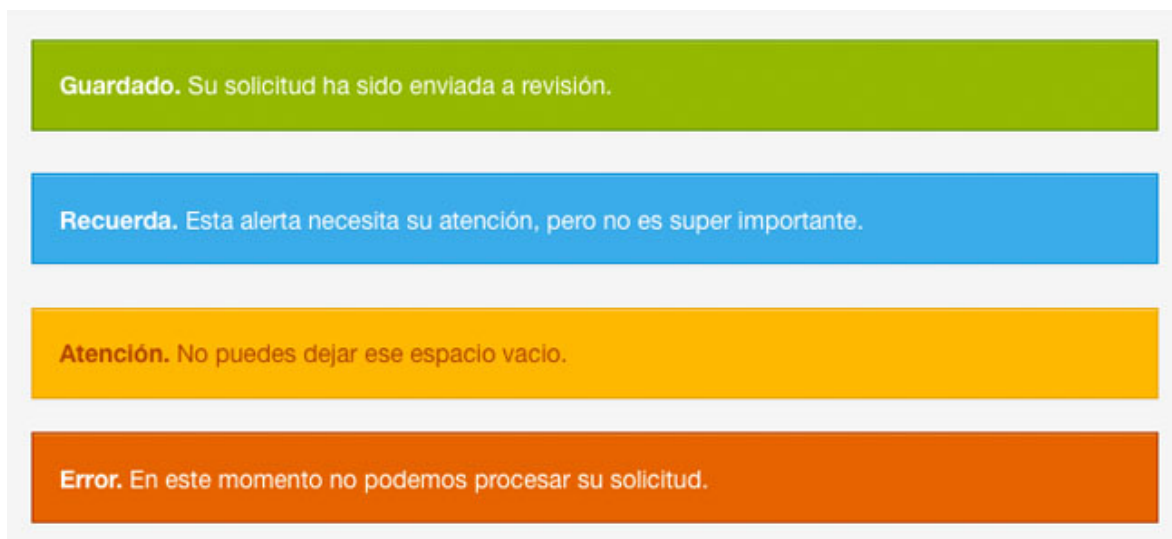 Guardado. Su solicitud ha sido enviada a revisión.
Recuerda. Esta alerta necesita su atención, pero no es super importante.
Atención. No puedes dejar ese espacio vacio.
Error. En este momento no podemos procesar su solicitud.